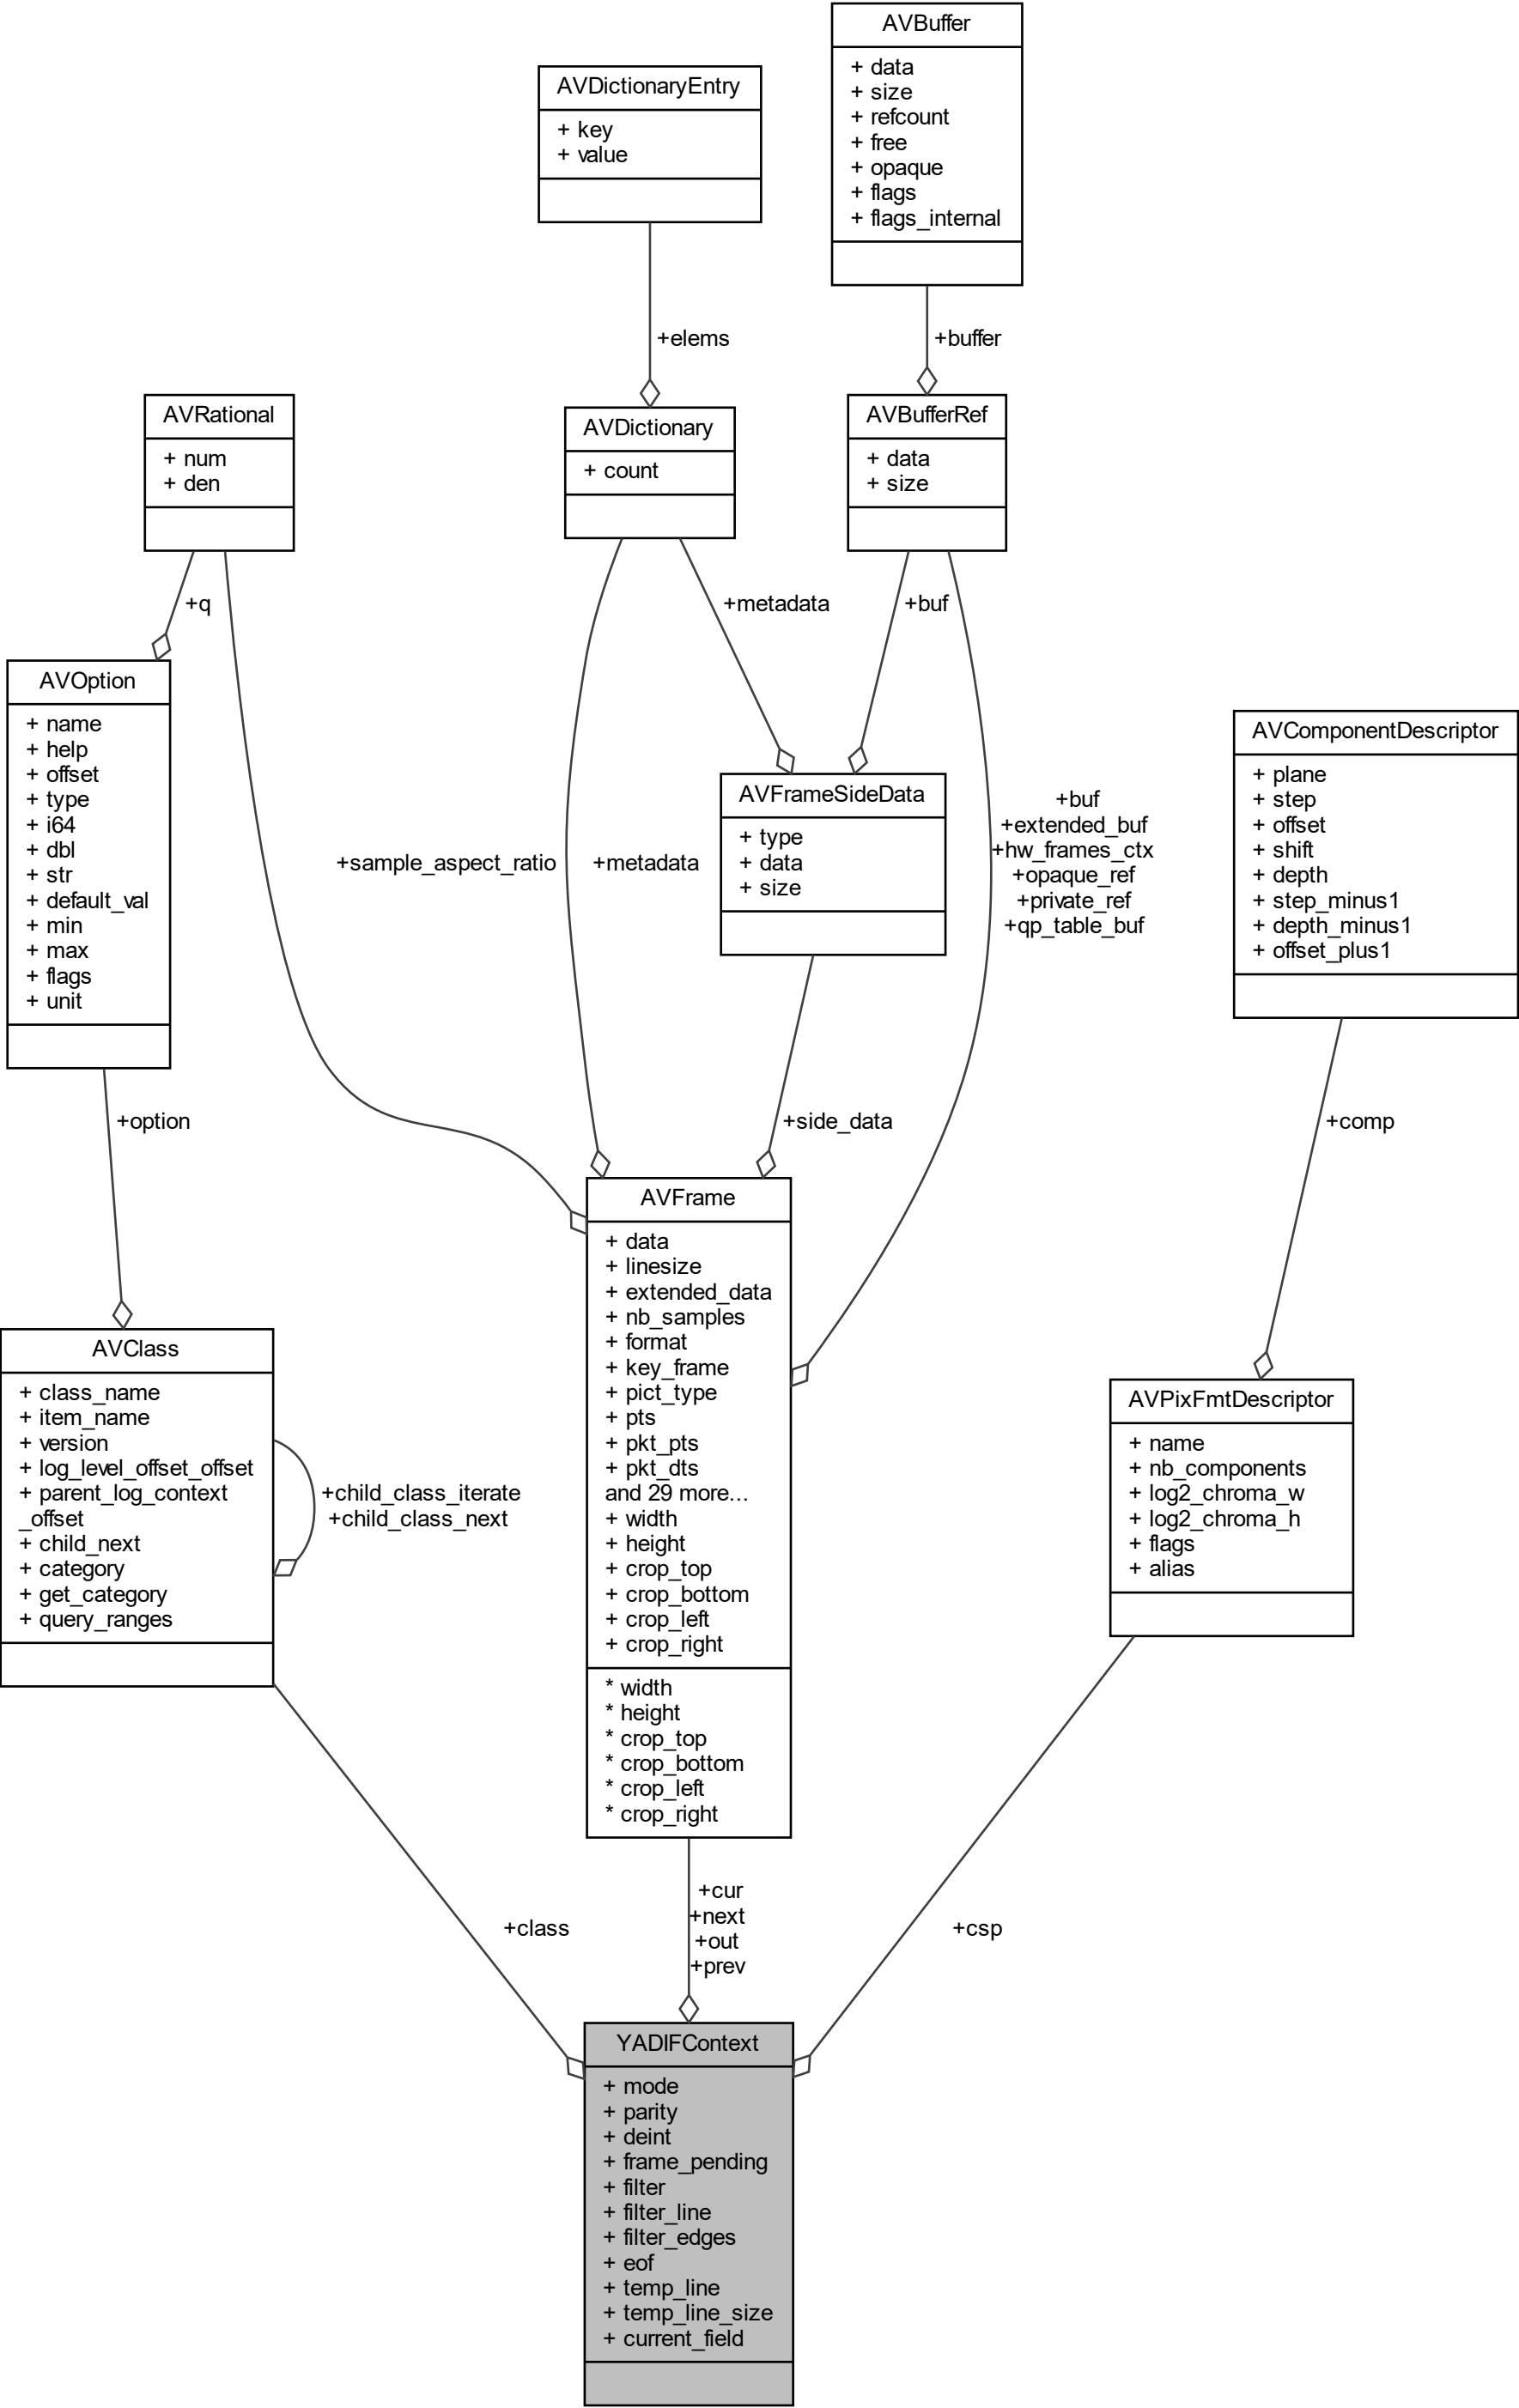 AVBuffer
+ data
+ size
+ refcount
+ free
+ opaque
+ flags
+ flags_internal
AVDictionaryEntry
+ key
+ value
+elems
+buffer
AVRational
+ num
+ den
AVDictionary
+ count
AVBufferRef
+ data
+ size
+q
+metadata
+buf
AVOption
+ name
+ help
+ offset
+ type
+ i64
+ dbl
+ str
+ default_val
+ min
+ max
+ flags
+ unit
+sample_aspect_ratio
+metadata
AVFrameSideData
+ type
+ data
+ size
+buf
+extended_buf
+hw_frames_ctx
+opaque_ref
+private_ref
+qp_table_buf
AVComponentDescriptor
+ plane
+ step
+ offset
+ shift
+ depth
+ step_minus1
+ depth_minus1
+ offset_plus1
+option
+side_data
+comp
AVClass
+ class_name
+ item_name
+ version
+ log_level_offset_offset
+ parent_log_context
_offset
+ child_next
+ category
+ get_category
+ query_ranges
+child_class_iterate
+child_class_next
AVFrame
+ data
+ linesize
+ extended_data
+ nb_samples
+ format
+ key_frame
+ pict_type
+ pts
+ pkt_pts
+ pkt_dts
and 29 more...
+ width
+ height
+ crop_top
+ crop_bottom
+ crop_left
+ crop_right
* width
* height
* crop_top
* crop_bottom
* crop_left
* crop_right
AVPixFmtDescriptor
+ name
+ nb_components
+ log2_chroma_w
+ log2_chroma_h
+ flags
+ alias
+class
+cur
+next
+out
+prev
+csp
YADIFContext
+ mode
+ parity
+ deint
+ frame_pending
+ filter
+ filter_line
+ filter_edges
+ eof
+ temp_line
+ temp_line_size
+ current_field